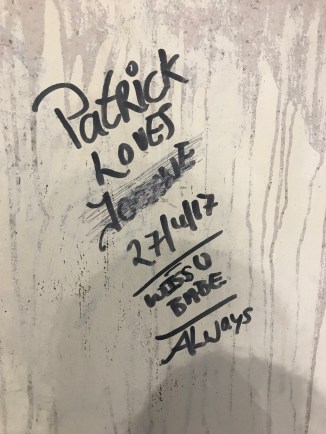 Patrick
LOVES
27/4/17
MISS U
BABE
ALWAYS